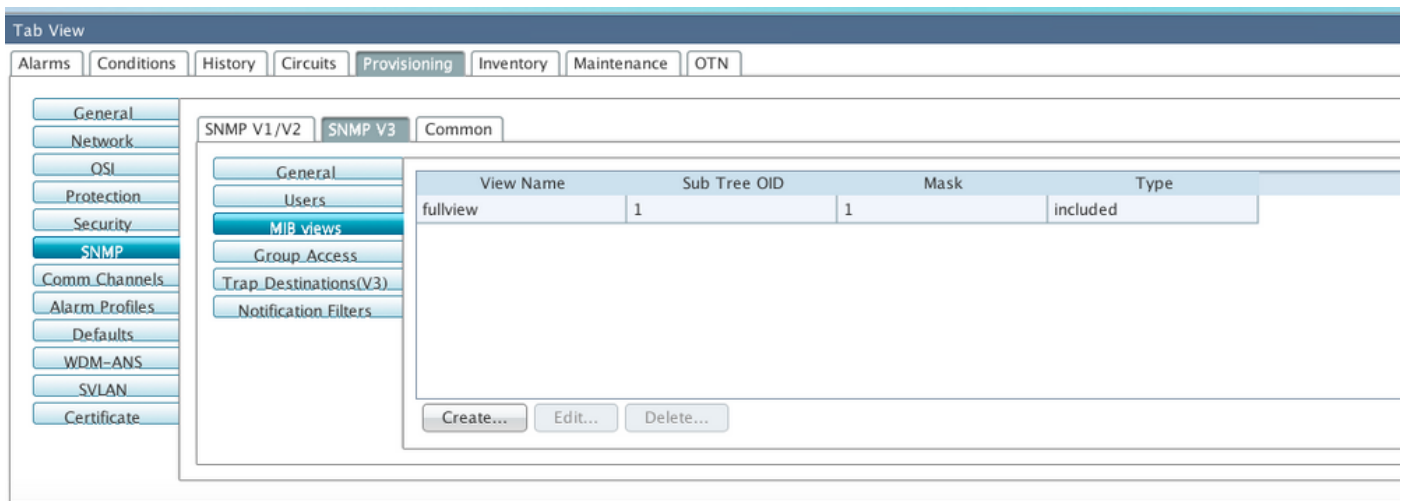 Tab View
Alarms Conditions History Circuits Provisioning Inventory Maintenance OTN
General
Network
OSI
Protection
Security
SNMP
Comm Channels
Alarm Profiles
Defaults
WDM-ANS
SVLAN
Certificate
SNMP V1/V2 SNMP V3 Common
General
Users
MIB views
Group Access
Trap Destinations(V3)
Notification Filters
View Name Sub Tree OID Mask Type
fullview 1 1 included
Create... Edit... Delete...